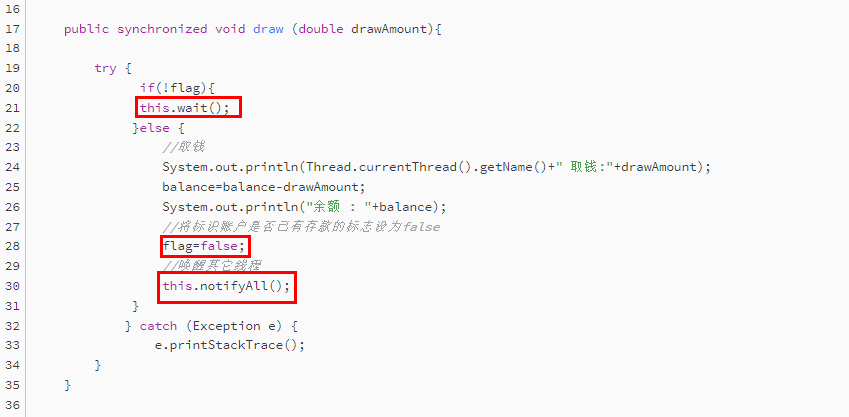 16
17 public synchronized void draw (double drawAmount){
18
19 try {
20 if(!flag){
21 this.wait();
22 }else {
23 //取钱
24 System.out.println(Thread.currentThread().getName()+" 取钱:"+drawAmount);
25 balance=balance-drawAmount;
26 System.out.println("余额 : "+balance);
27 //将标识账户是否已有存款的标志设为false
28 flag=false;
29 //唤醒其它线程
30 this.notifyAll();
31 }
32 } catch (Exception e) {
33 e.printStackTrace();
34 }
35 }
36